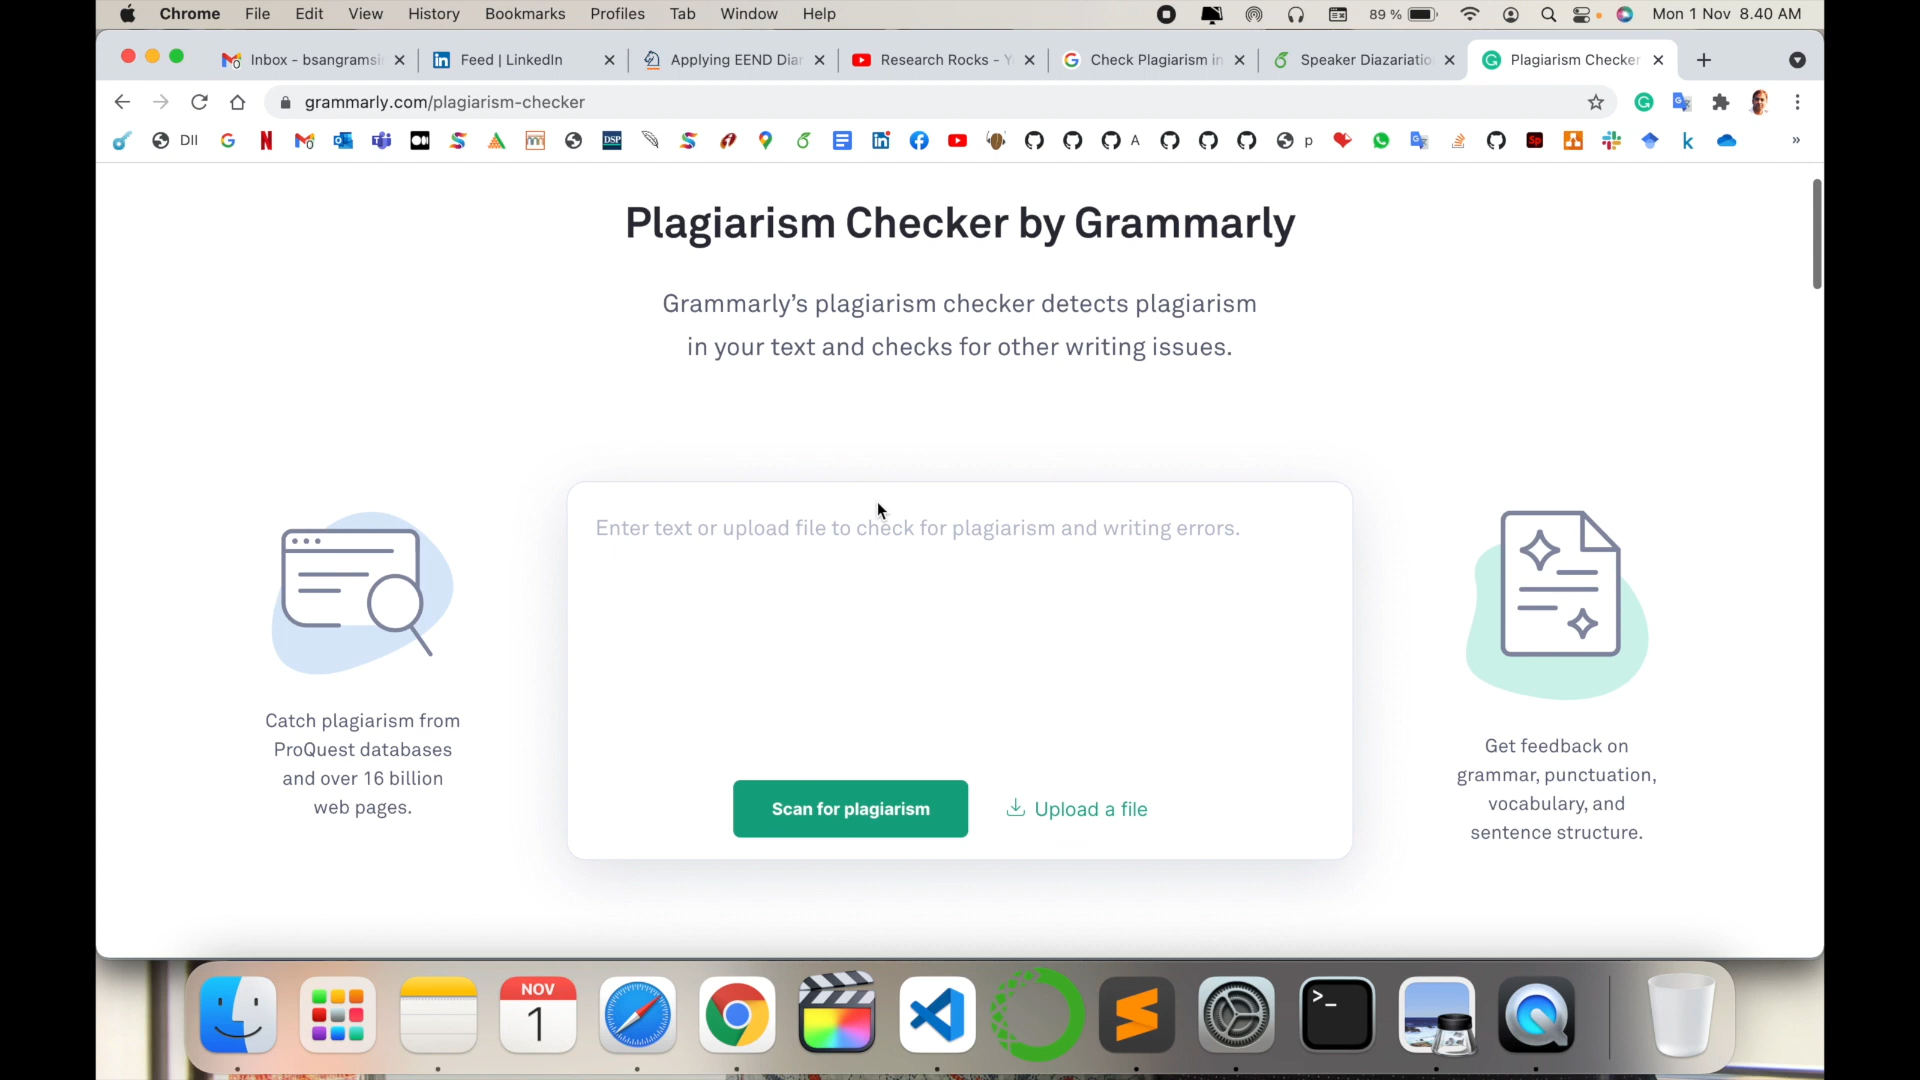 Chrome File Edit View History Bookmarks Profiles Tab Window Help 89 % Mon 1 Nov 8.40 AM
Inbox - bsangramsi Feed | LinkedIn Applying EEND Diar Research Rocks - Y Check Plagiarism in Speaker Diazariatio Plagiarism Checker
grammarly.com/plagiarism-checker
DII DSP A p Sp k »
Plagiarism Checker by Grammarly
Grammarly's plagiarism checker detects plagiarism
in your text and checks for other writing issues.
Enter text or upload file to check for plagiarism and writing errors.
Catch plagiarism from
ProQuest databases
and over 16 billion
web pages.
Get feedback on
grammar, punctuation,
vocabulary, and
sentence structure.
Scan for plagiarism Upload a file
NOV
1